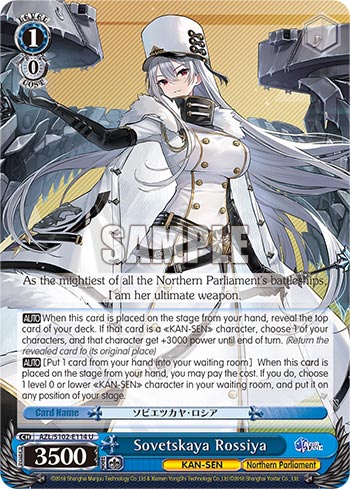 LEVEL
1
0
COST
SAMPLE
As the mightiest of all the Northern Parliament's battleships,
I am her ultimate weapon.
AUTO When this card is placed on the stage from your hand, reveal the top
card of your deck. If that card is a «KAN-SEN» character, choose 1 of your
characters, and that character get +3000 power until end of turn. (Return the
revealed card to its original place)
AUTO [Put 1 card from your hand into your waiting room] When this card is
placed on the stage from your hand, you may pay the cost. If you do, choose
1 level 0 or lower «KAN-SEN» character in your waiting room, and put it on
any position of your stage.
Card Name
ソビエツカヤ・ロシア
CH
AZL/S102-E114 U
POWER
3500
Sovetskaya Rossiya
KAN-SEN
Northern Parliament